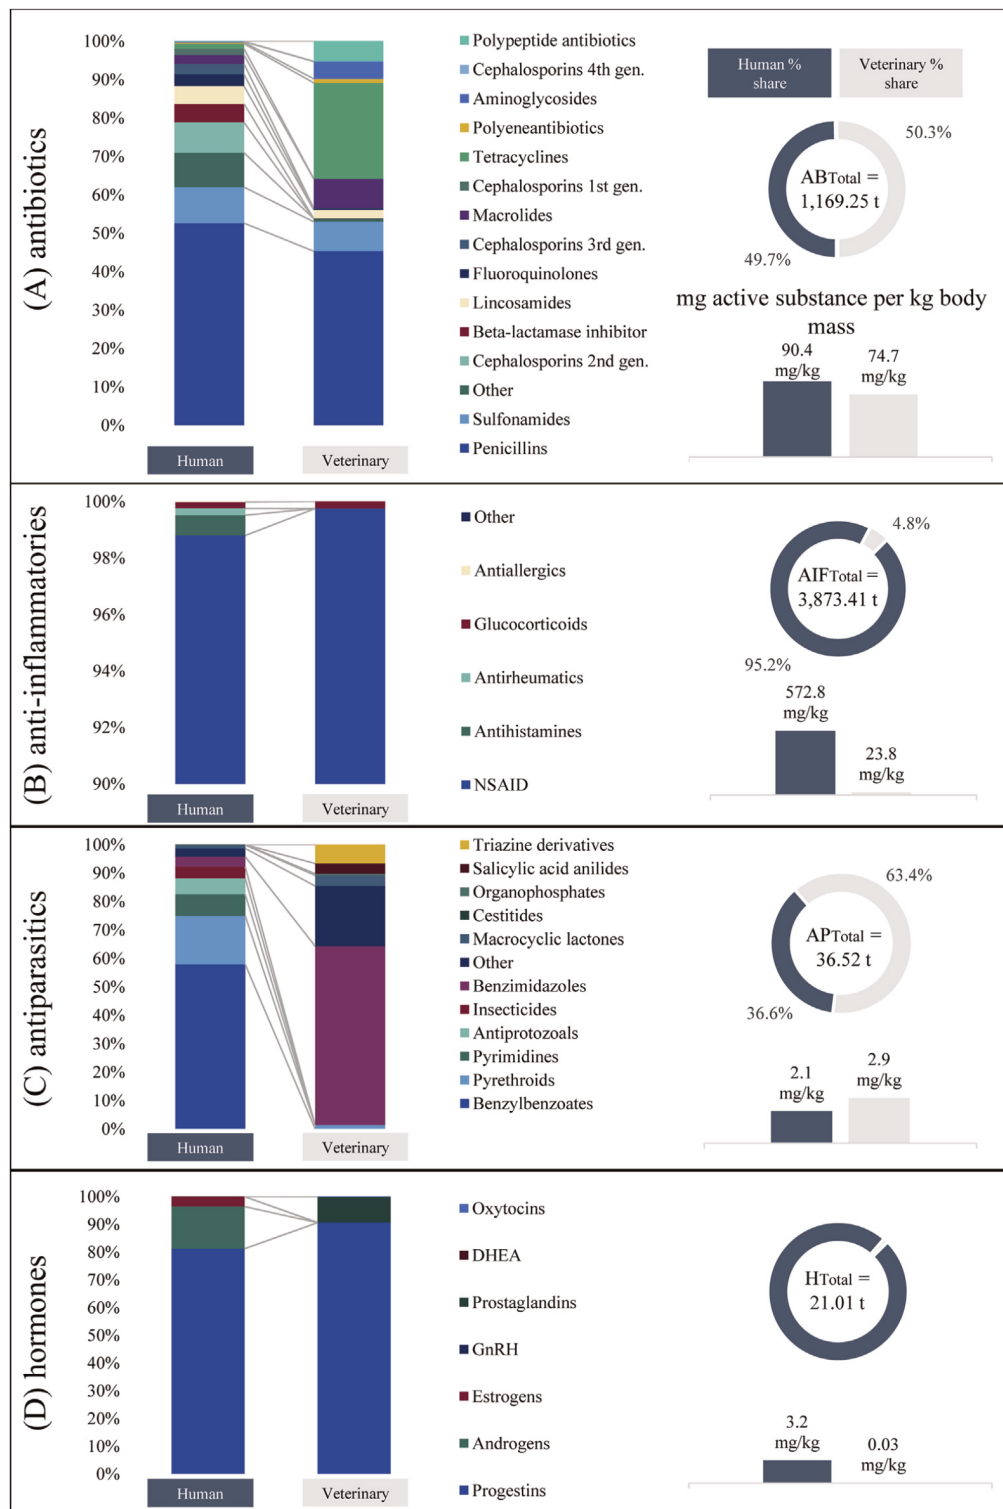 (A) antibiotics
100%
90%
80%
70%
60%
50%
40%
30%
20%
10%
0%
Human
Veterinary
Polypeptide antibiotics
Cephalosporins 4th gen.
Aminoglycosides
Polyeneantibiotics
Tetracyclines
Cephalosporins 1st gen.
Macrolides
Cephalosporins 3rd gen.
Fluoroquinolones
Lincosamides
Beta-lactamase inhibitor
Cephalosporins 2nd gen.
Other
Sulfonamides
Penicillins
Human %
share
Veterinary %
share
50.3%
ABTotal =
1,169.25 t
49.7%
mg active substance per kg body
mass
90.4
mg/kg
74.7
mg/kg
(B) anti-inflammatories
100%
98%
96%
94%
92%
90%
Human
Veterinary
Other
Antiallergics
Glucocorticoids
Antirheumatics
Antihistamines
NSAID
4.8%
AIFTotal =
3,873.41 t
95.2%
572.8
mg/kg
23.8
mg/kg
(C) antiparasitics
100%
90%
80%
70%
60%
50%
40%
30%
20%
10%
0%
Human
Veterinary
Triazine derivatives
Salicylic acid anilides
Organophosphates
Cestitides
Macrocyclic lactones
Other
Benzimidazoles
Insecticides
Antiprotozoals
Pyrimidines
Pyrethroids
Benzylbenzoates
63.4%
APTotal =
36.52 t
36.6%
2.1
mg/kg
2.9
mg/kg
(D) hormones
100%
90%
80%
70%
60%
50%
40%
30%
20%
10%
0%
Human
Veterinary
Oxytocins
DHEA
Prostaglandins
GnRH
Estrogens
Androgens
Progestins
HTotal =
21.01 t
3.2
mg/kg
0.03
mg/kg